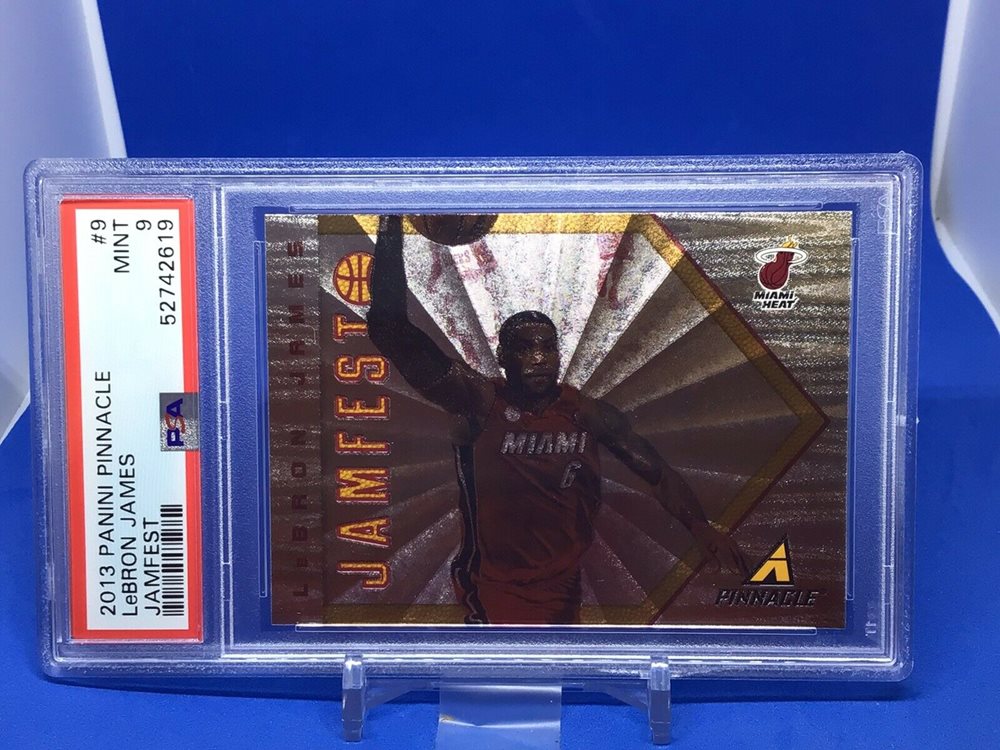 2013 PANINI PINNACLE
#9
LeBRON JAMES
MINT
JAMFEST
9
52742619
PSA
LeBRON JAMES
JAMFEST
MIAMI
6
MIAMI
HEAT
PINNACLE